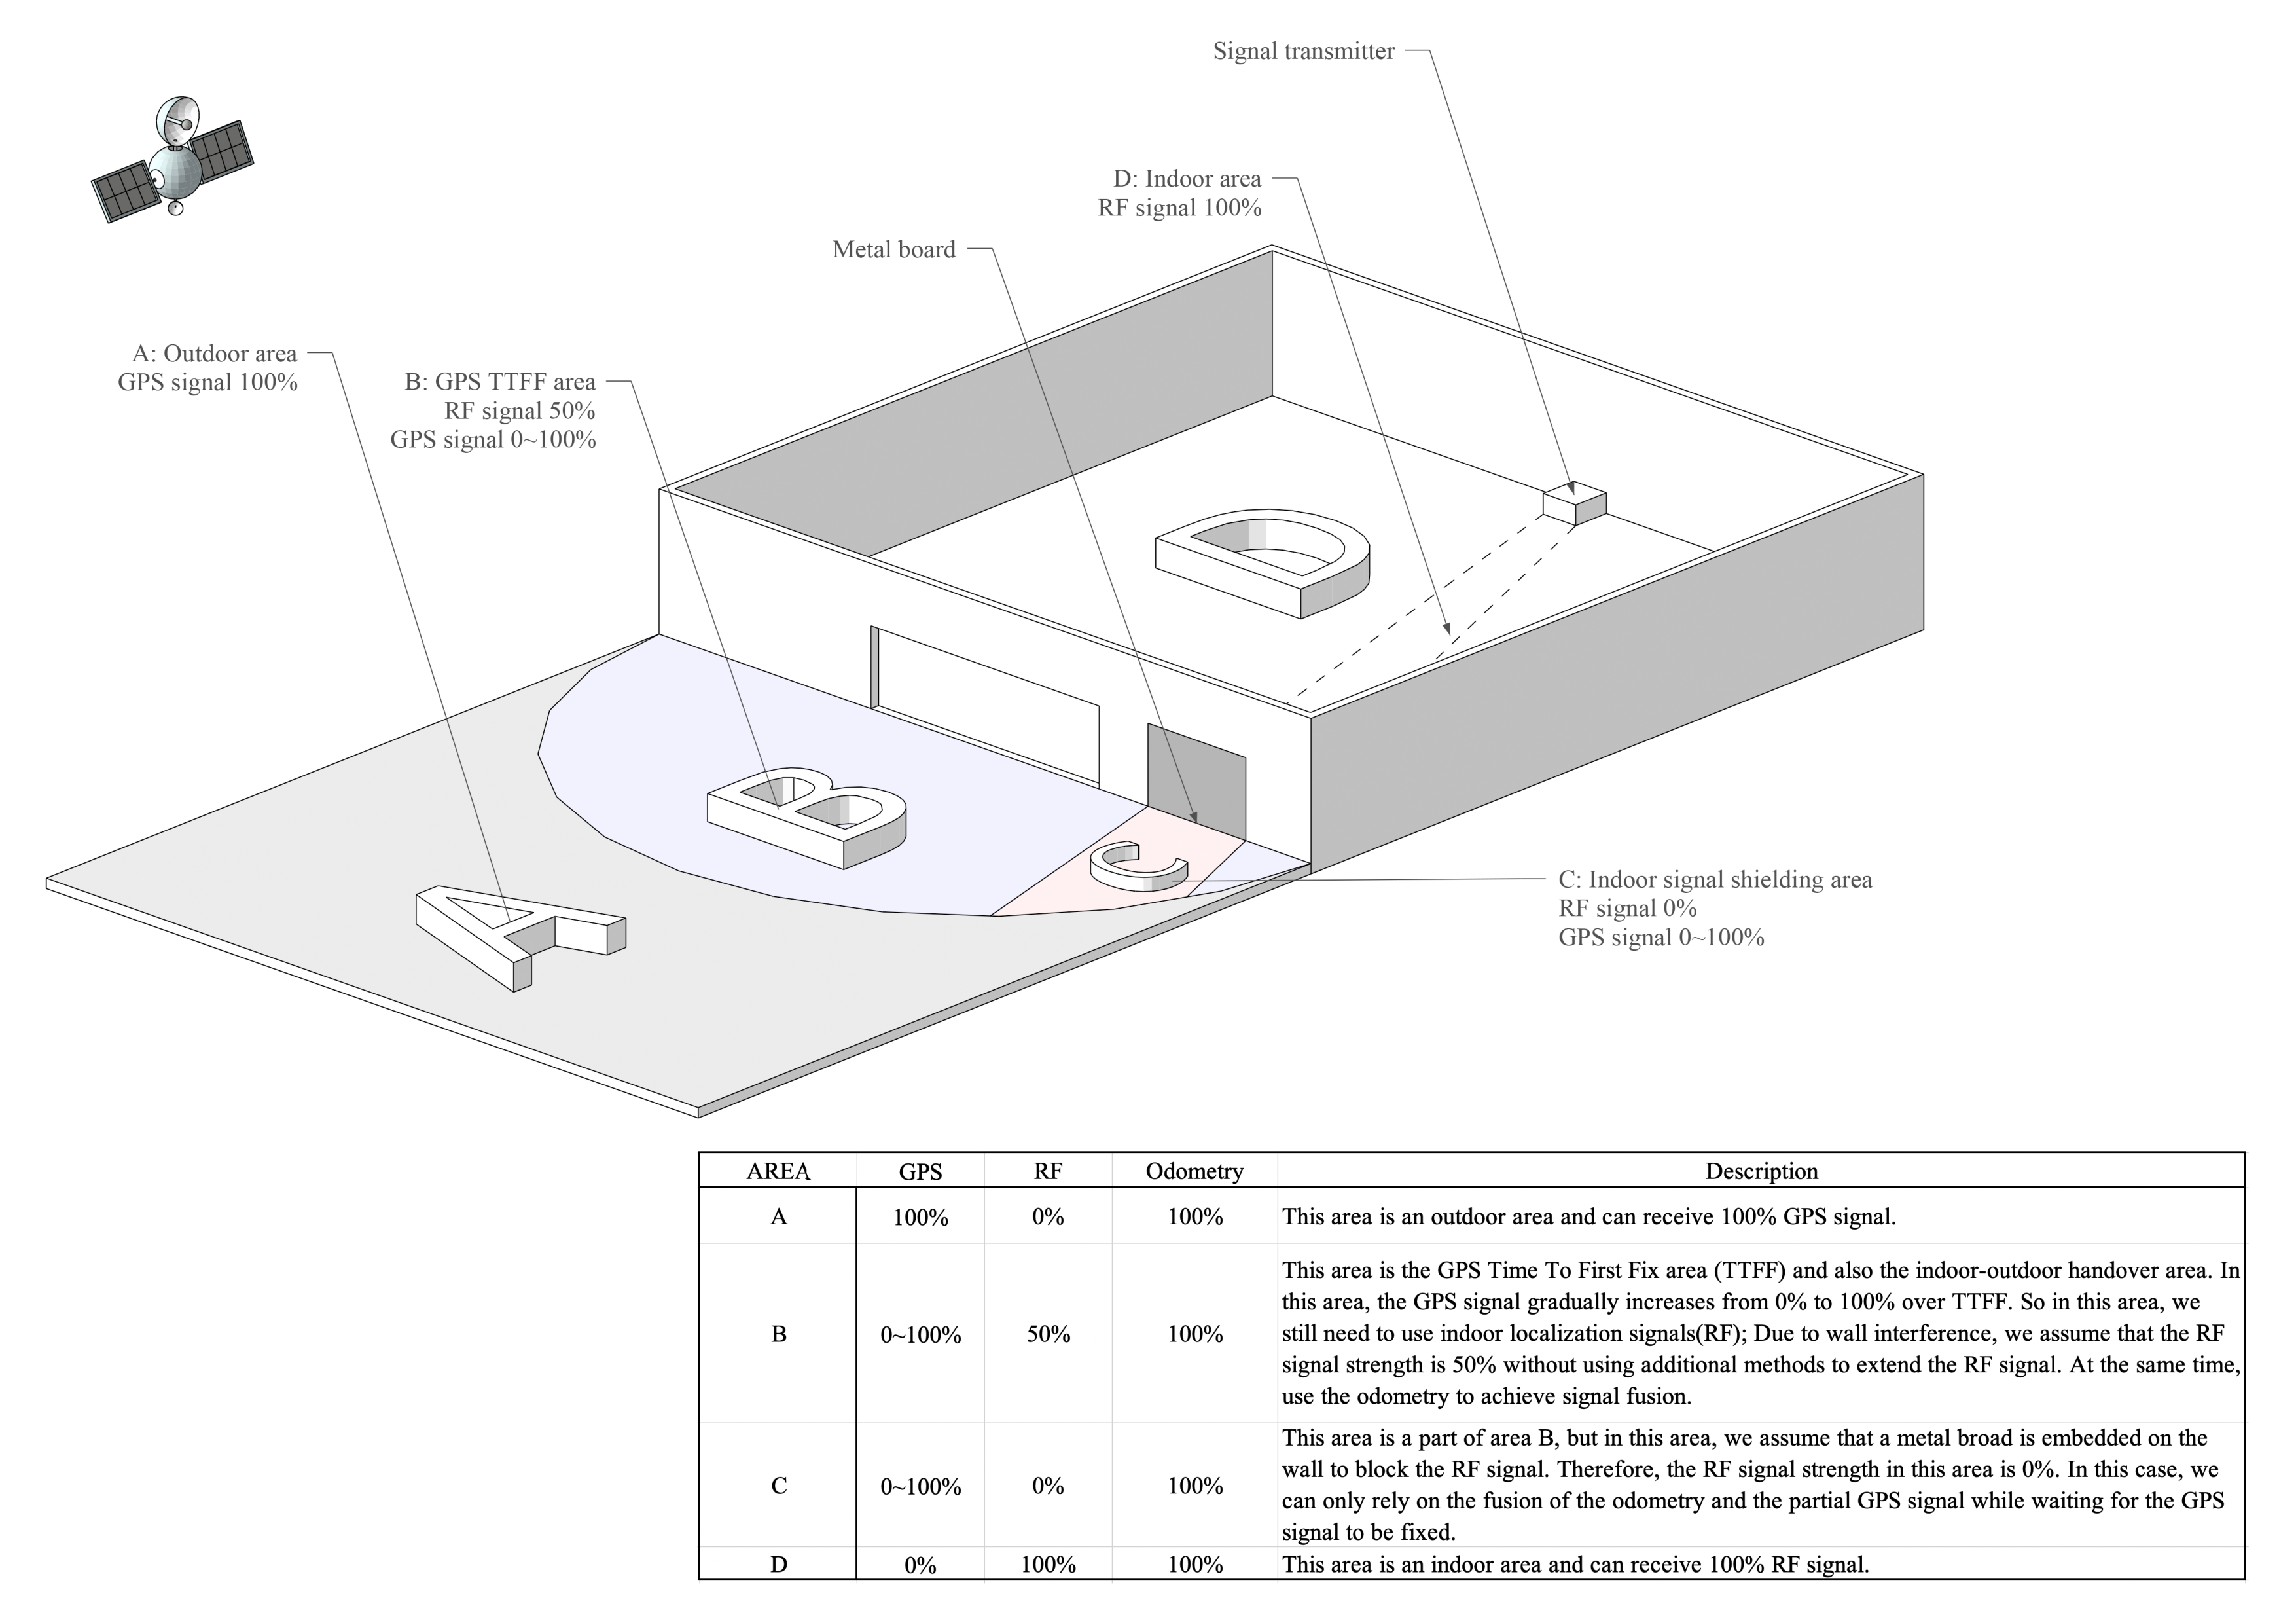 Signal transmitter
D: Indoor area
RF signal 100%
Metal board
A: Outdoor area
GPS signal 100%
B: GPS TTFF area
RF signal 50%
GPS signal 0~100%
D
B
C
A
C: Indoor signal shielding area
RF signal 0%
GPS signal 0~100%
AREA GPS RF Odometry Description
A 100% 0% 100% This area is an outdoor area and can receive 100% GPS signal.
This area is the GPS Time To First Fix area (TTFF) and also the indoor-outdoor handover area. In
this area, the GPS signal gradually increases from 0% to 100% over TTFF. So in this area, we
B 0~100% 50% 100% still need to use indoor localization signals(RF); Due to wall interference, we assume that the RF
signal strength is 50% without using additional methods to extend the RF signal. At the same time,
use the odometry to achieve signal fusion.
This area is a part of area B, but in this area, we assume that a metal broad is embedded on the
wall to block the RF signal. Therefore, the RF signal strength in this area is 0%. In this case, we
C 0~100% 0% 100% can only rely on the fusion of the odometry and the partial GPS signal while waiting for the GPS
signal to be fixed.
D 0% 100% 100% This area is an indoor area and can receive 100% RF signal.